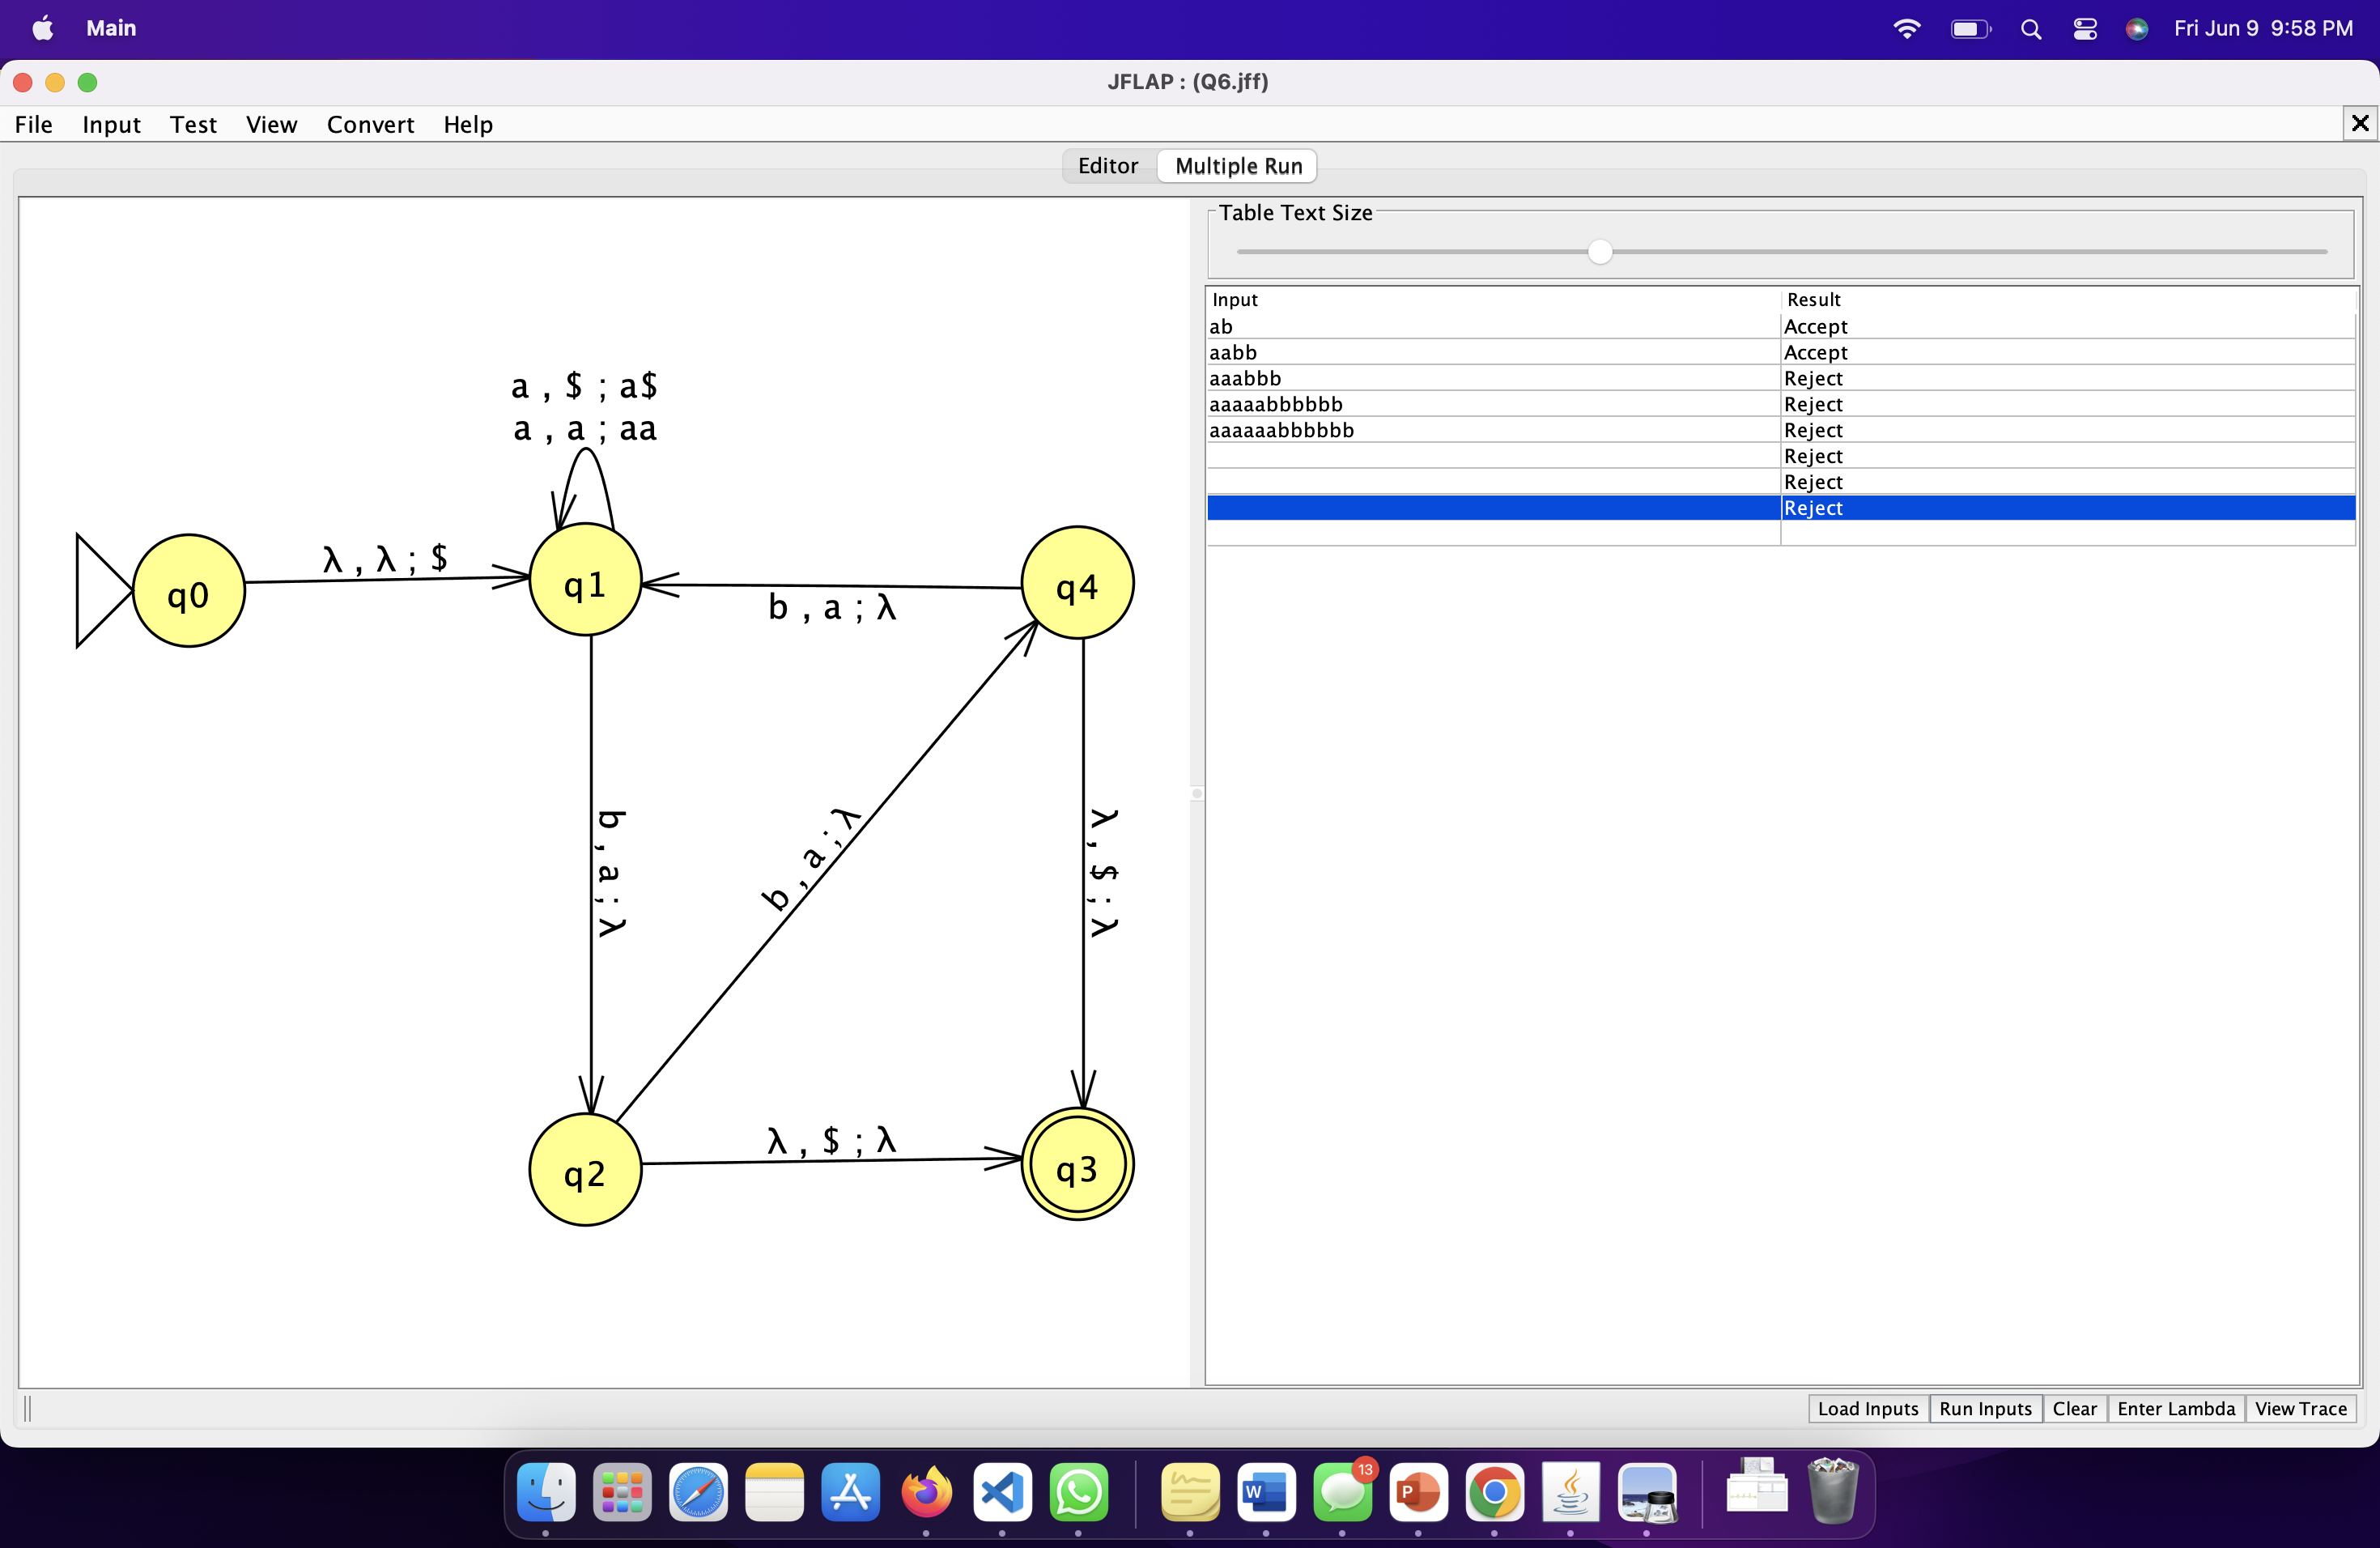 Main
Fri Jun 9 9:58 PM
JFLAP : (Q6.jff)
File Input Test View Convert Help
Editor Multiple Run
Table Text Size
Input Result
ab Accept
aabb Accept
aaabbb Reject
aaaaabbbbbb Reject
aaaaaabbbbbb Reject
Reject
Reject
Reject
a , $ ; a$
a , a ; aa
q0
λ , λ ; $
q1
b , a ; λ
q4
b , a ; λ
b , a ; λ
λ , $ ; λ
q2
λ , $ ; λ
q3
Load Inputs Run Inputs Clear Enter Lambda View Trace
W
13
P